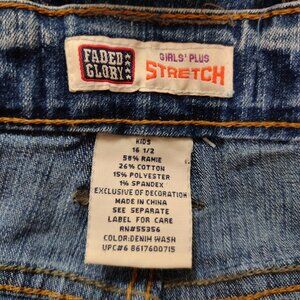 FADED
GLORY
GIRLS' PLUS
STRETCH
KIDS
16 1/2
58% RAMIE
26% COTTON
15% POLYESTER
1% SPANDEX
EXCLUSIVE OF DECORATION
MADE IN CHINA
SEE SEPARATE
LABEL FOR CARE
RN#55356
COLOR:DENIM WASH
UPC#6 8617600715